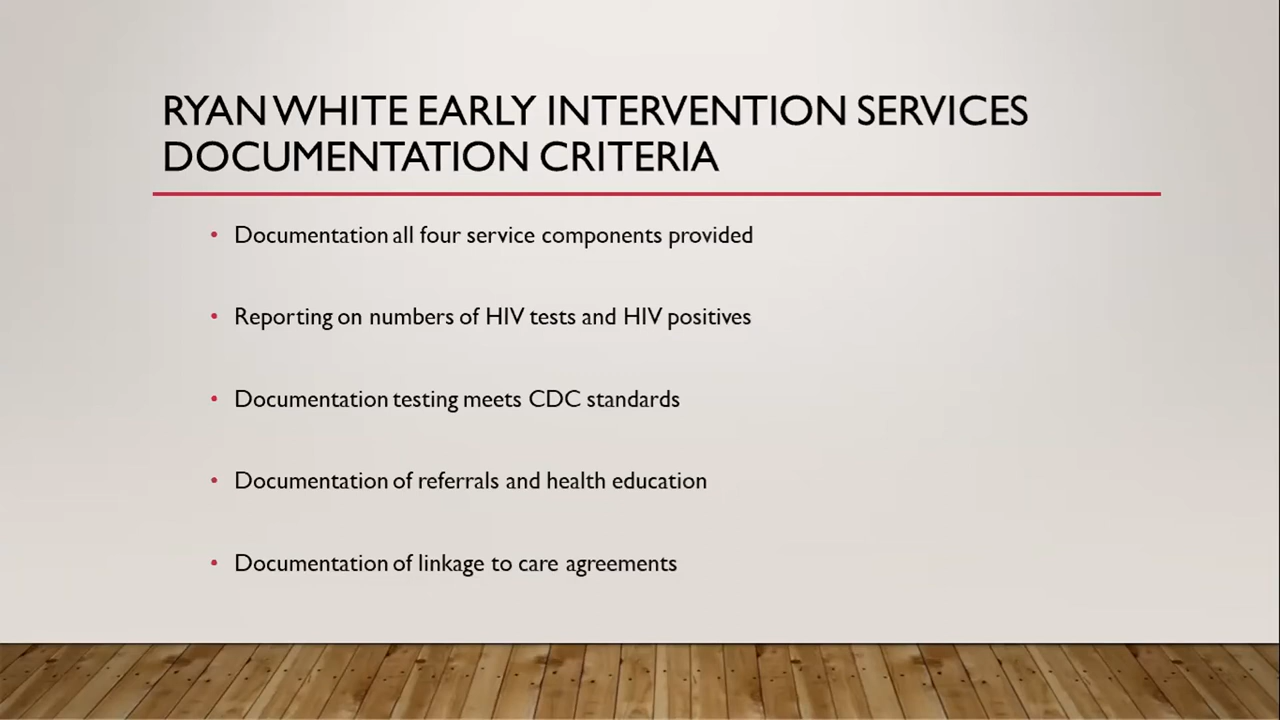 RYAN WHITE EARLY INTERVENTION SERVICES
DOCUMENTATION CRITERIA
• Documentation all four service components provided
• Reporting on numbers of HIV tests and HIV positives
• Documentation testing meets CDC standards
• Documentation of referrals and health education
• Documentation of linkage to care agreements